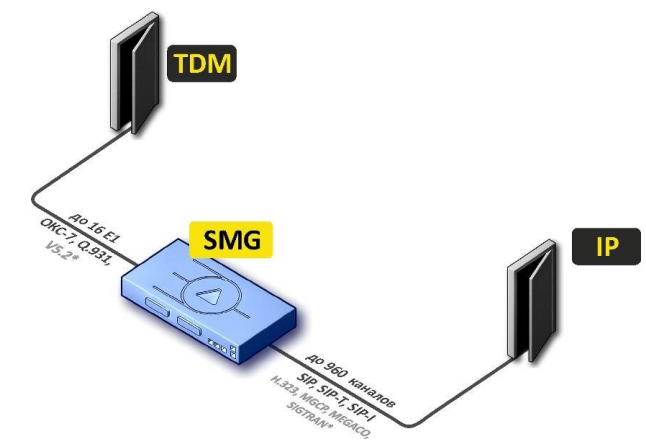 TDM
до 16 E1
ОКС-7, Q.931,
V5.2*
SMG
IP
до 960 каналов
SIP, SIP-T, SIP-I
H.323, MGCP, MEGACO,
SIGTRAN*